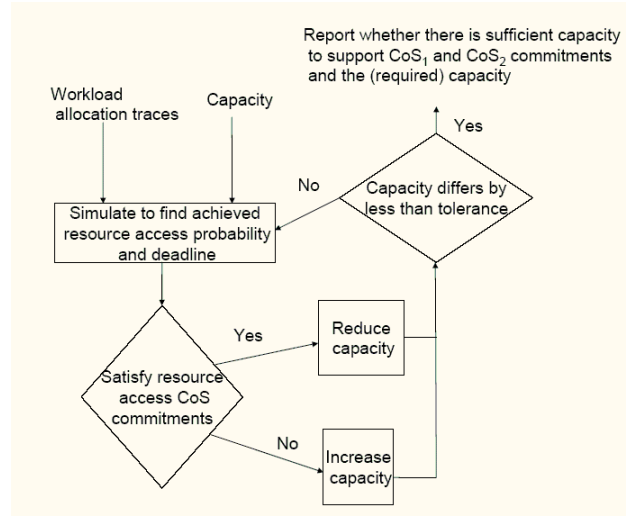 Report whether there is sufficient capacity
to support CoS₁ and CoS₂ commitments
and the (required) capacity
Workload
allocation traces
Capacity
Yes
No
Capacity differs by
less than tolerance
Simulate to find achieved
resource access probability
and deadline
Yes
Reduce
capacity
Satisfy resource
access CoS
commitments
No
Increase
capacity